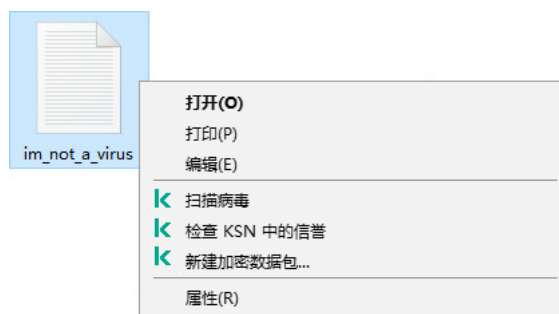 im_not_a_virus
打开(O)
打印(P)
编辑(E)
扫描病毒
检查 KSN 中的信誉
新建加密数据包...
属性(R)